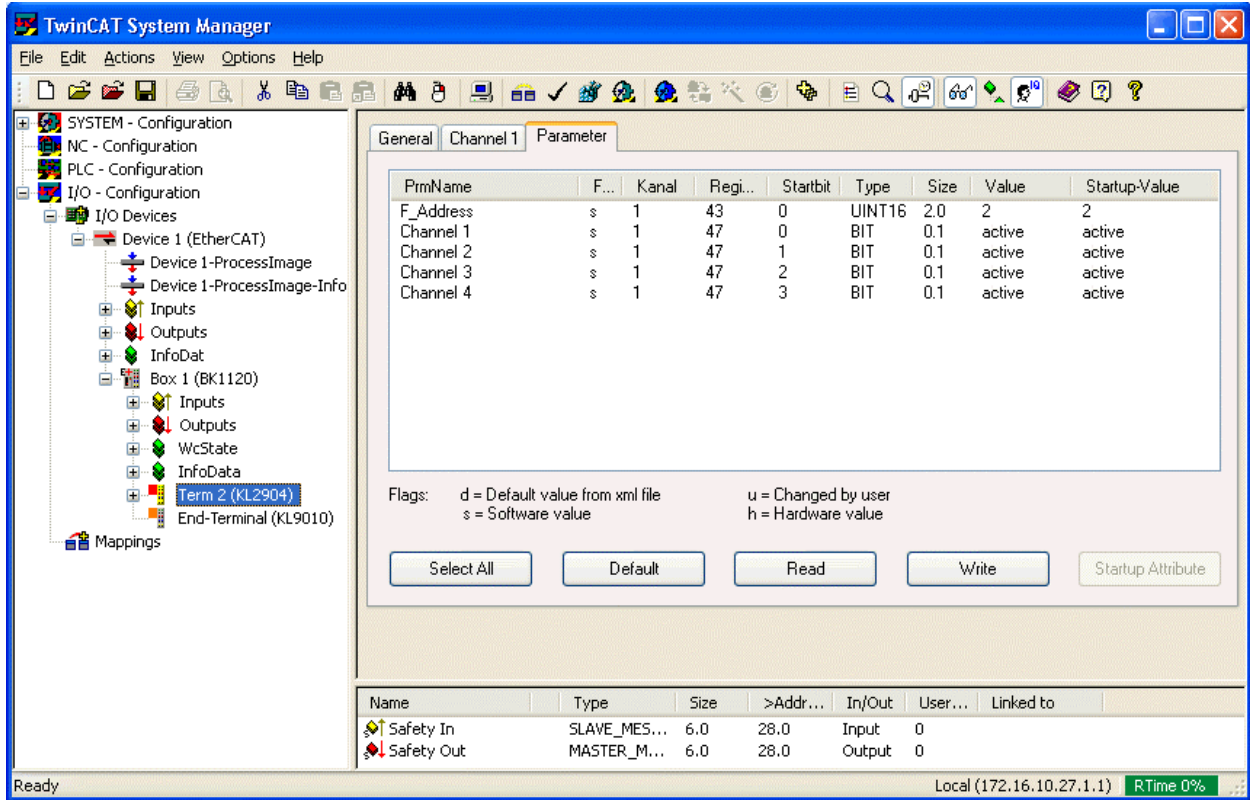 TwinCAT System Manager
File Edit Actions View Options Help
SYSTEM - Configuration
NC - Configuration
PLC - Configuration
I/O - Configuration
I/O Devices
Device 1 (EtherCAT)
Device 1-ProcessImage
Device 1-ProcessImage-Info
Inputs
Outputs
InfoDat
Box 1 (BK1120)
Inputs
Outputs
WcState
InfoData
Term 2 (KL2904)
End-Terminal (KL9010)
Mappings
General Channel 1 Parameter
PrmName F... Kanal Regi... Startbit Type Size Value Startup-Value
F_Address s 1 43 0 UINT16 2.0 2 2
Channel 1 s 1 47 0 BIT 0.1 active active
Channel 2 s 1 47 1 BIT 0.1 active active
Channel 3 s 1 47 2 BIT 0.1 active active
Channel 4 s 1 47 3 BIT 0.1 active active
Flags: d = Default value from xml file u = Changed by user
s = Software value h = Hardware value
Select All Default Read Write Startup Attribute
Name Type Size >Addr... In/Out User... Linked to
Safety In SLAVE_MES... 6.0 28.0 Input 0
Safety Out MASTER_M... 6.0 28.0 Output 0
Ready Local (172.16.10.27.1.1) RTime 0%